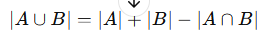 |A ∪ B| = |A| + |B| − |A ∩ B|